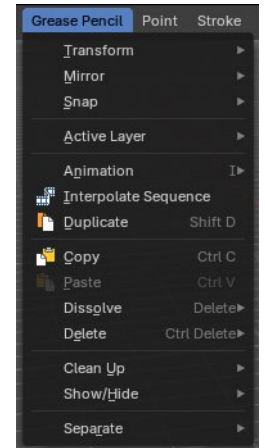 Grease Pencil Point Stroke
Transform
Mirror
Snap
Active Layer
Animation I
Interpolate Sequence
Duplicate Shift D
Copy Ctrl C
Paste Ctrl V
Dissolve Delete
Delete Ctrl Delete
Clean Up
Show/Hide
Separate